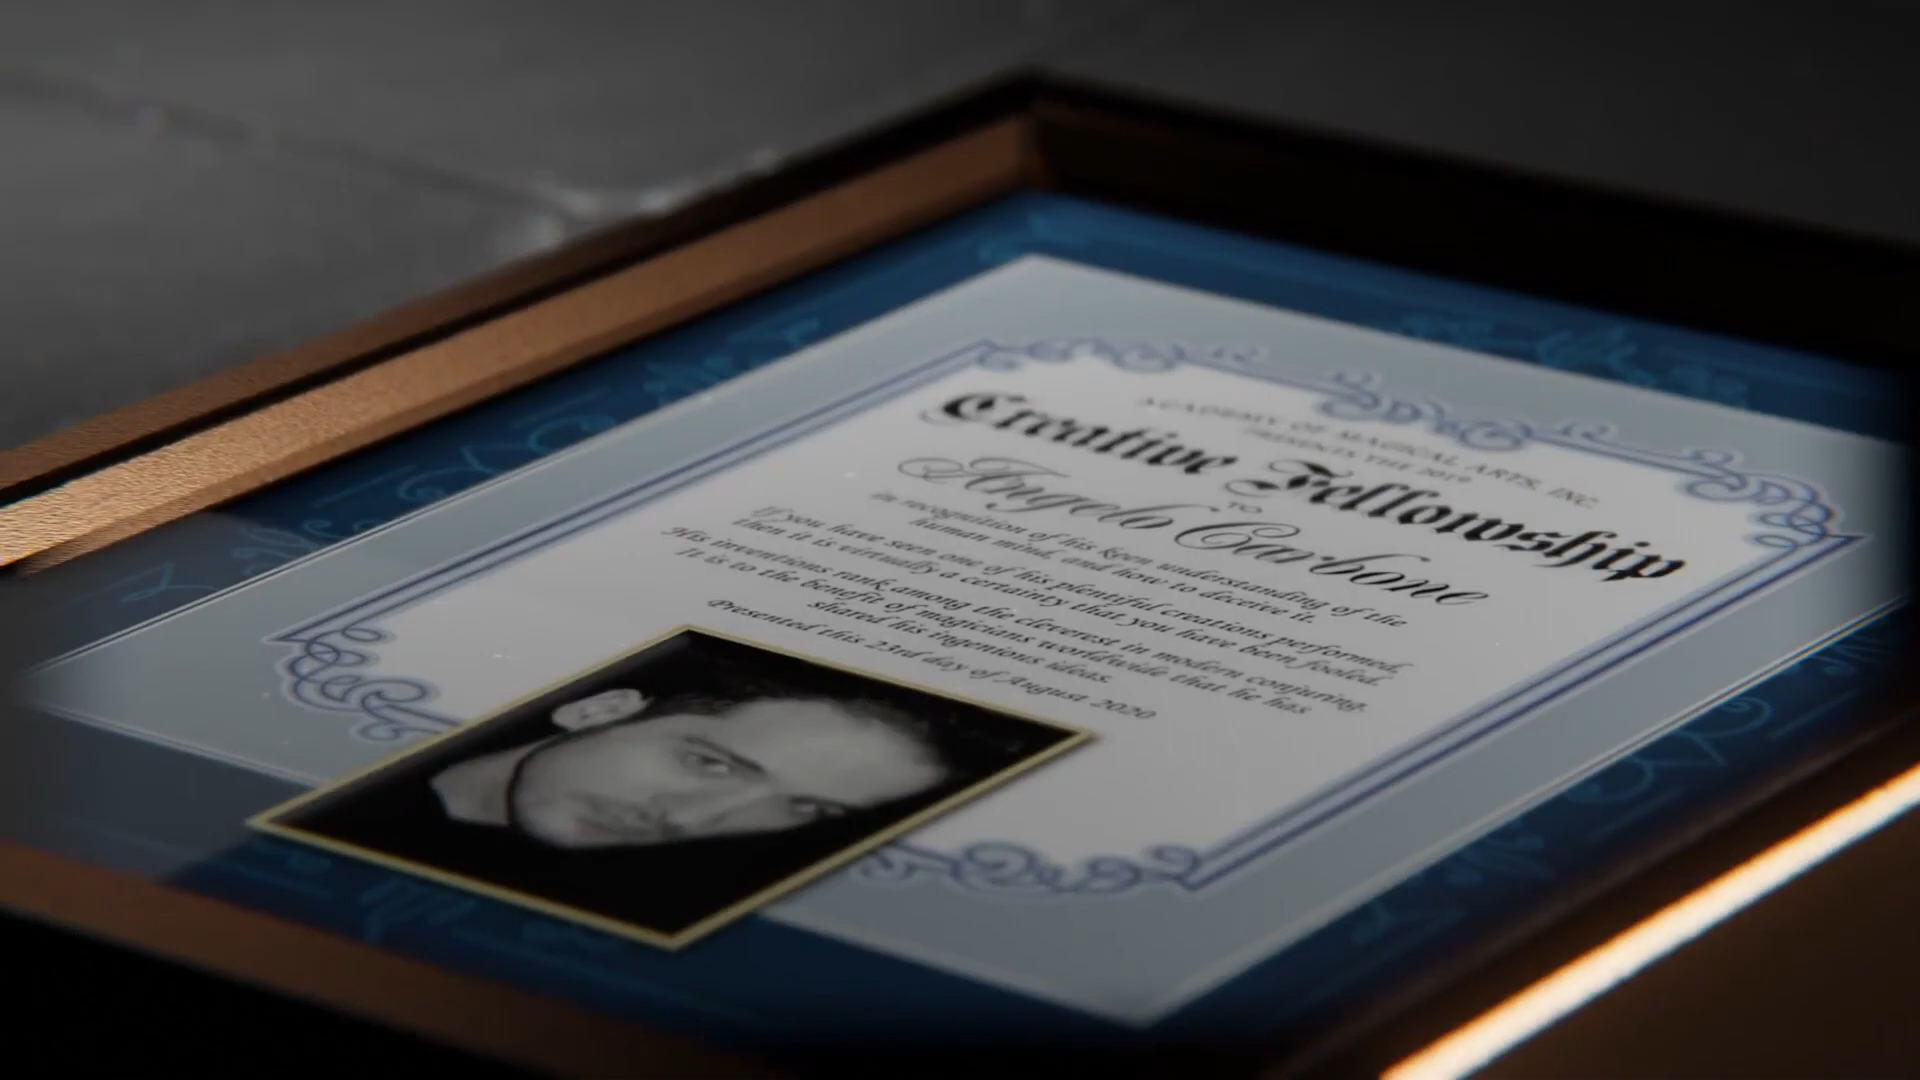 ACADEMY OF MAGICAL ARTS, INC.
PRESENTS THE 2019
Creative Fellowship
TO
Angelo Carbone
In recognition of his keen understanding of the
human mind, and how to deceive it.
If you have seen one of his plentiful creations performed,
then it is virtually a certainty that you have been fooled.
His inventions rank among the cleverest in modern conjuring.
It is to the benefit of magicians worldwide that he has
shared his ingenious ideas.
Presented this 23rd day of August 2020